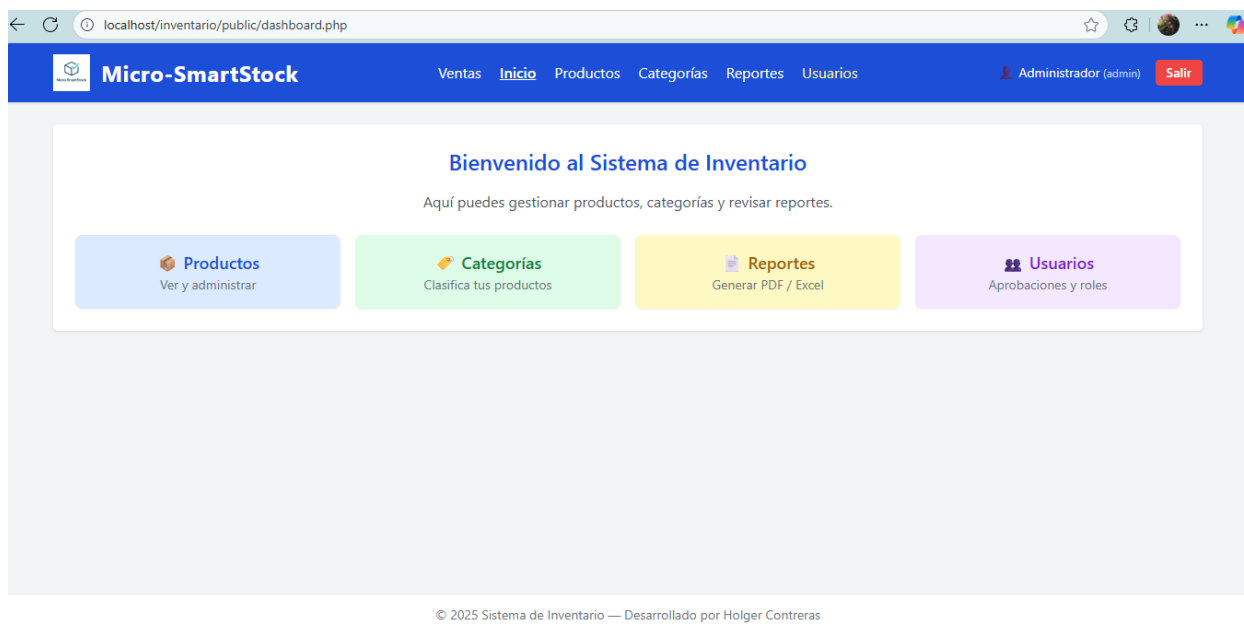 localhost/inventario/public/dashboard.php
Micro-SmartStock
Ventas Inicio Productos Categorías Reportes Usuarios
Administrador (admin) Salir
Bienvenido al Sistema de Inventario
Aquí puedes gestionar productos, categorías y revisar reportes.
Productos
Ver y administrar
Categorías
Clasifica tus productos
Reportes
Generar PDF / Excel
Usuarios
Aprobaciones y roles
© 2025 Sistema de Inventario — Desarrollado por Holger Contreras